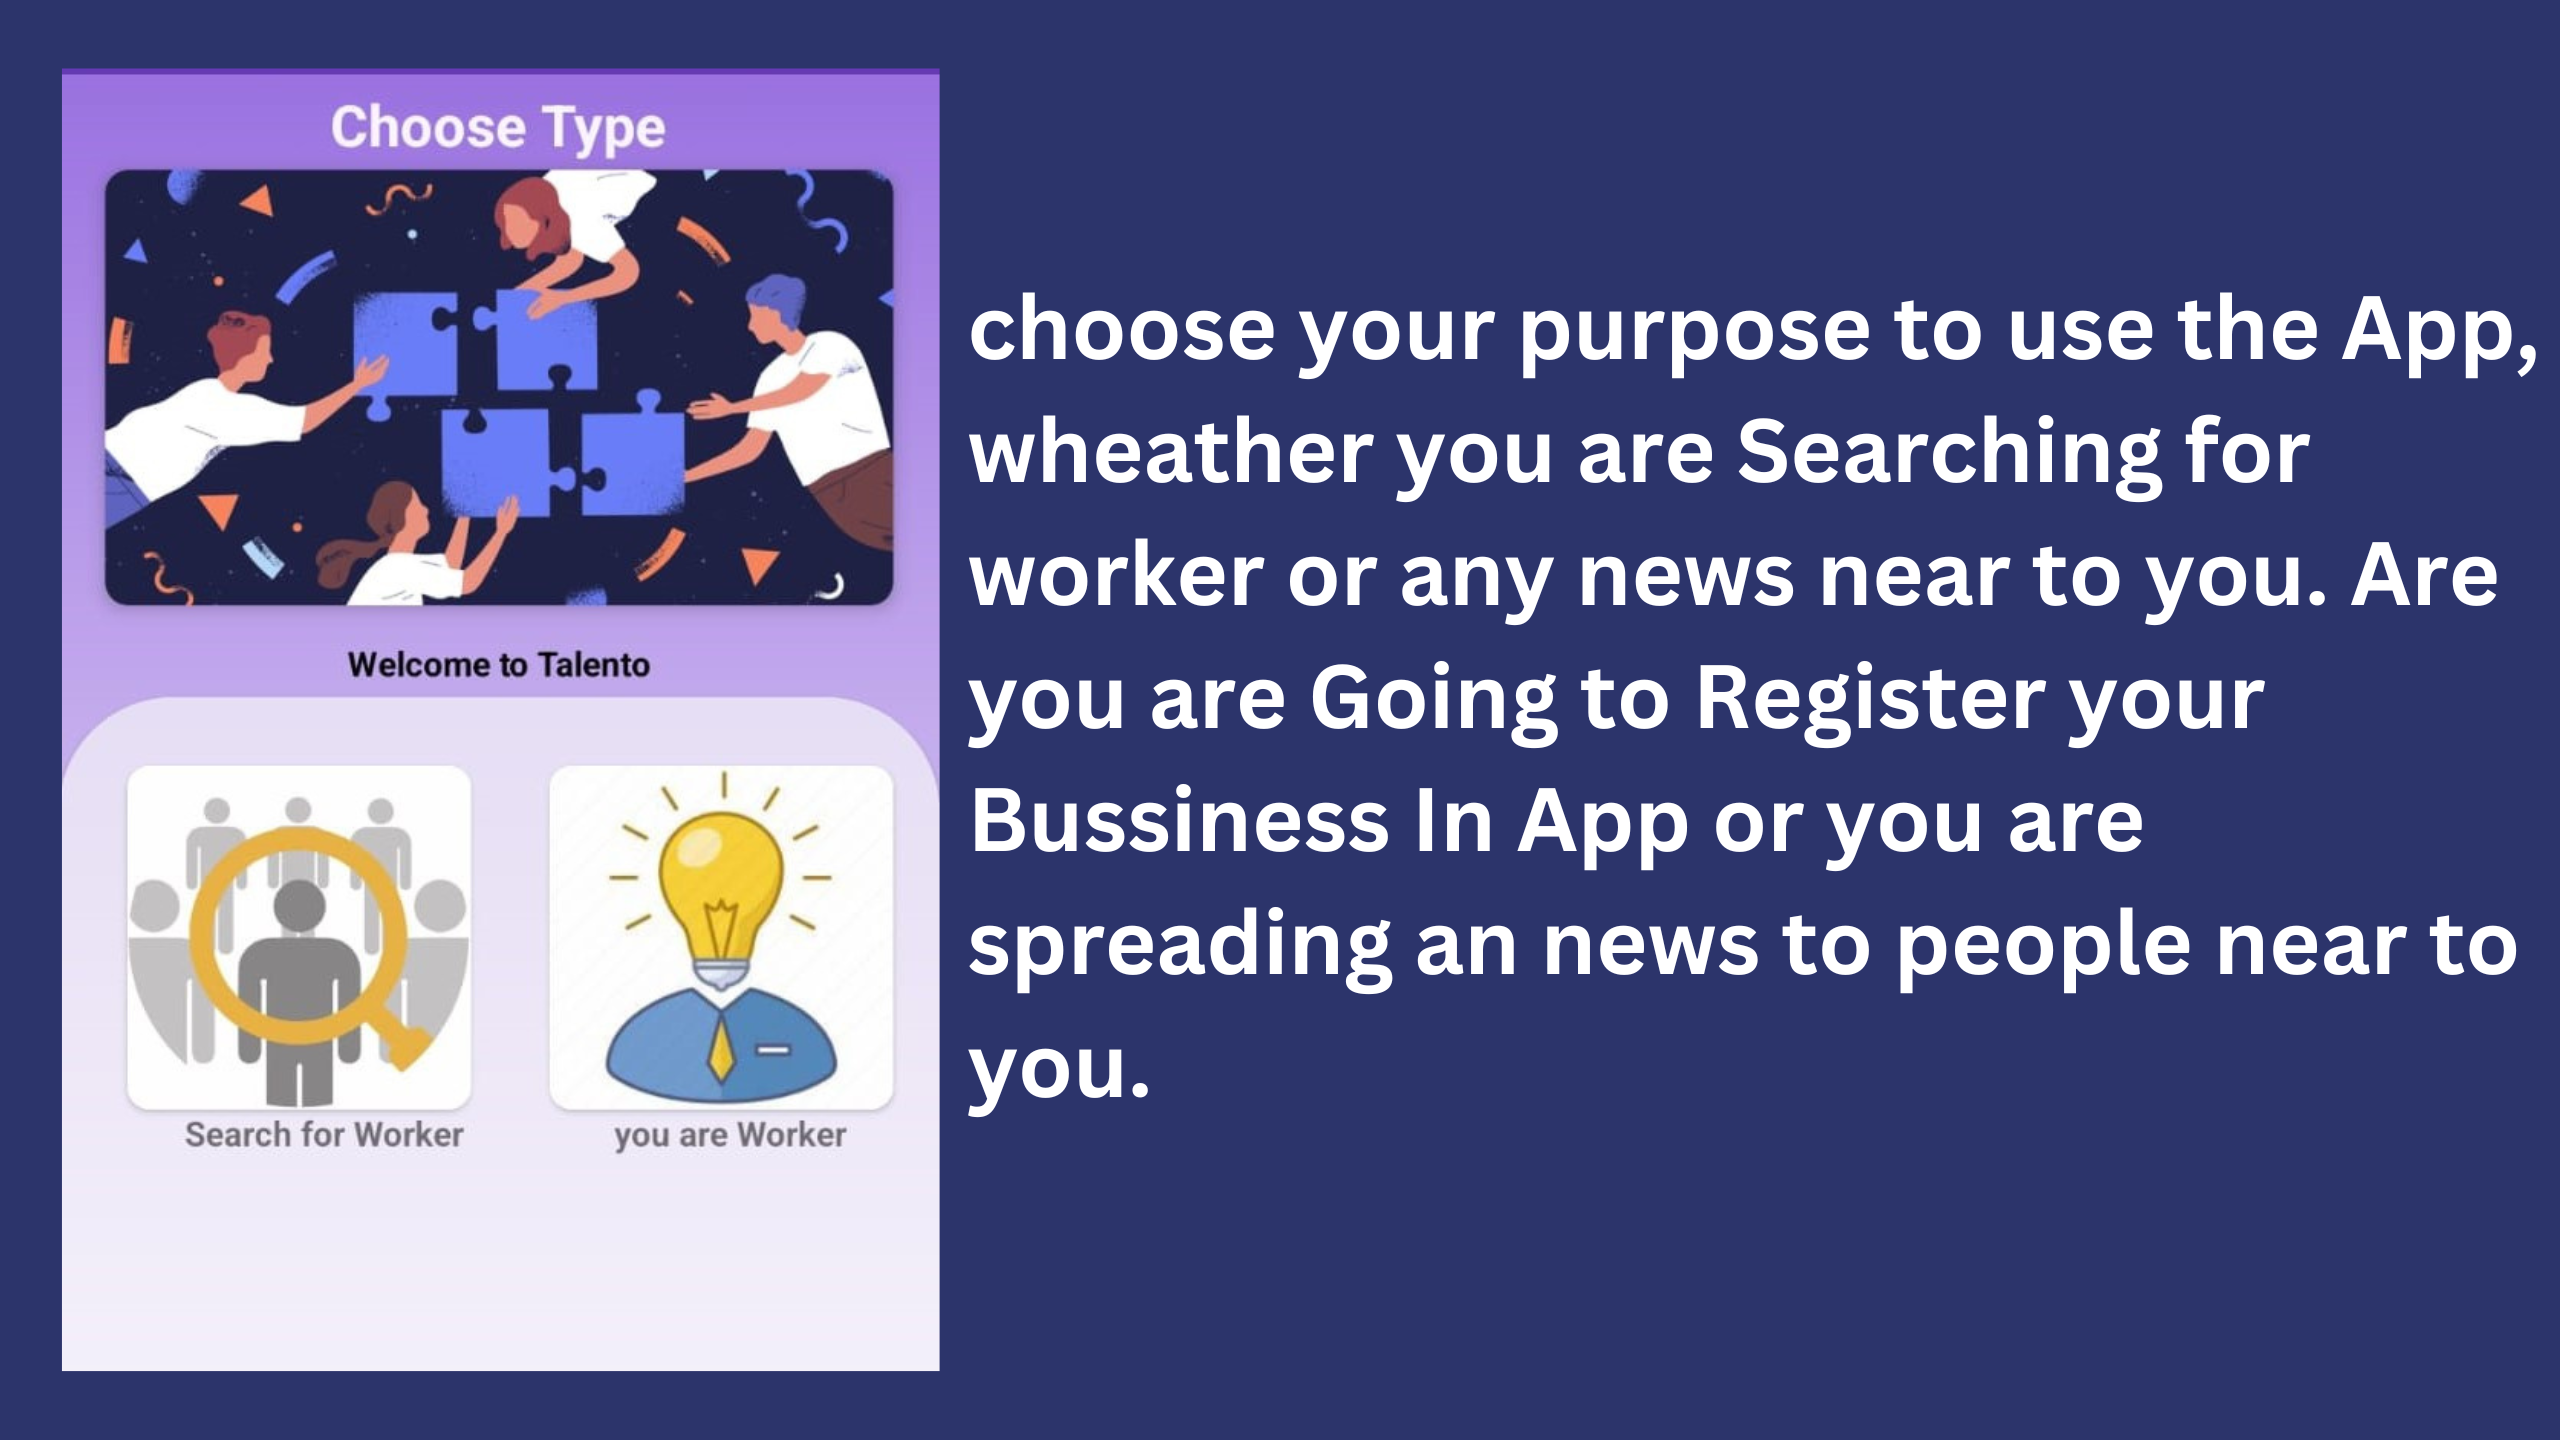 Choose Type
Welcome to Talento
Search for Worker
you are Worker
choose your purpose to use the App,
wheather you are Searching for
worker or any news near to you. Are
you are Going to Register your
Bussiness In App or you are
spreading an news to people near to
you.